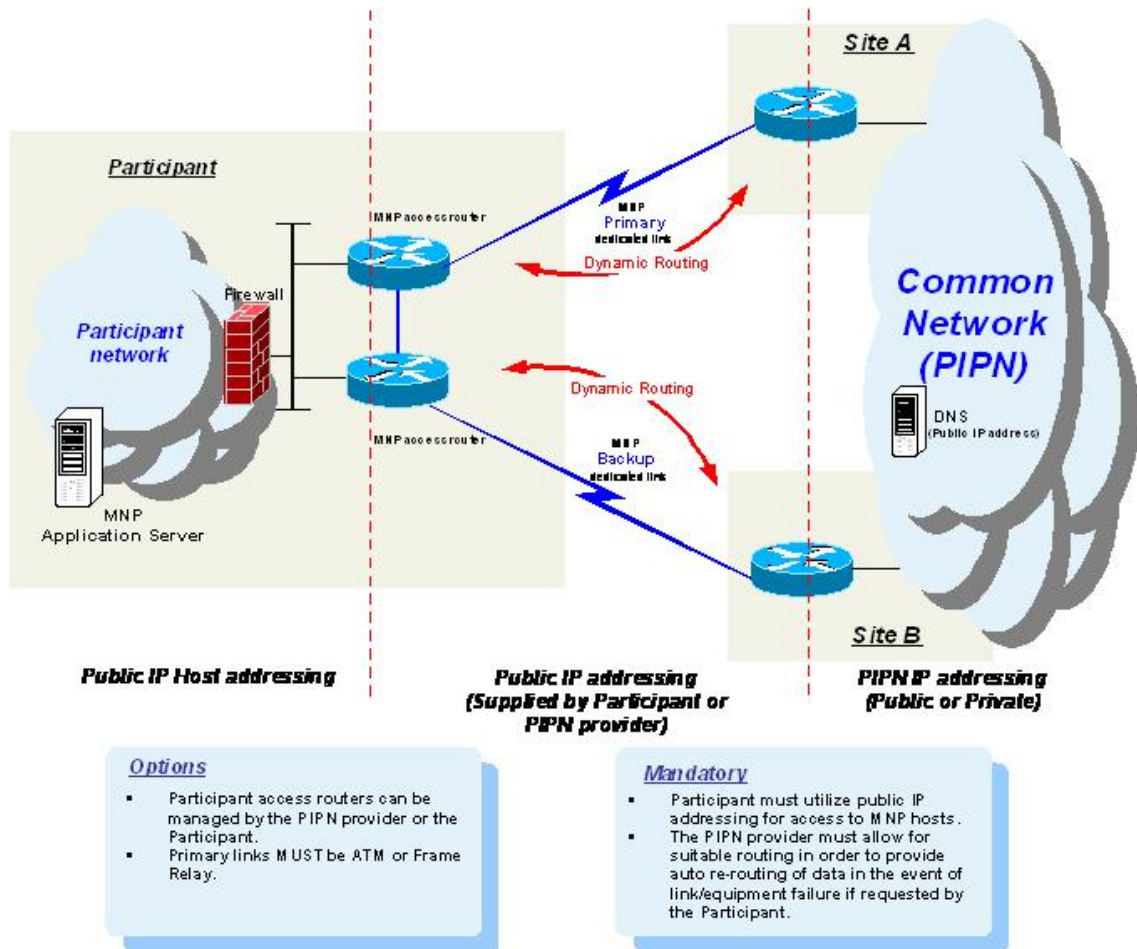 Site A
Participant
MNP access router
MNP
Primary
dedicated link
Dynamic Routing
Firewall
Participant
network
Common
Network
(PIPN)
Dynamic Routing
DNS
(Public IP address)
MNP access router
MNP
Backup
dedicated link
MNP
Application Server
Site B
Public IP Host addressing
Public IP addressing
(Supplied by Participant or
PIPN provider)
PIPN IP addressing
(Public or Private)
Options
▪ Participant access routers can be
managed by the PIPN provider or the
Participant.
▪ Primary links MUST be ATM or Frame
Relay.
Mandatory
▪ Participant must utilize public IP
addressing for access to MNP hosts.
▪ The PIPN provider must allow for
suitable routing in order to provide
auto re-routing of data in the event of
link/equipment failure if requested by
the Participant.